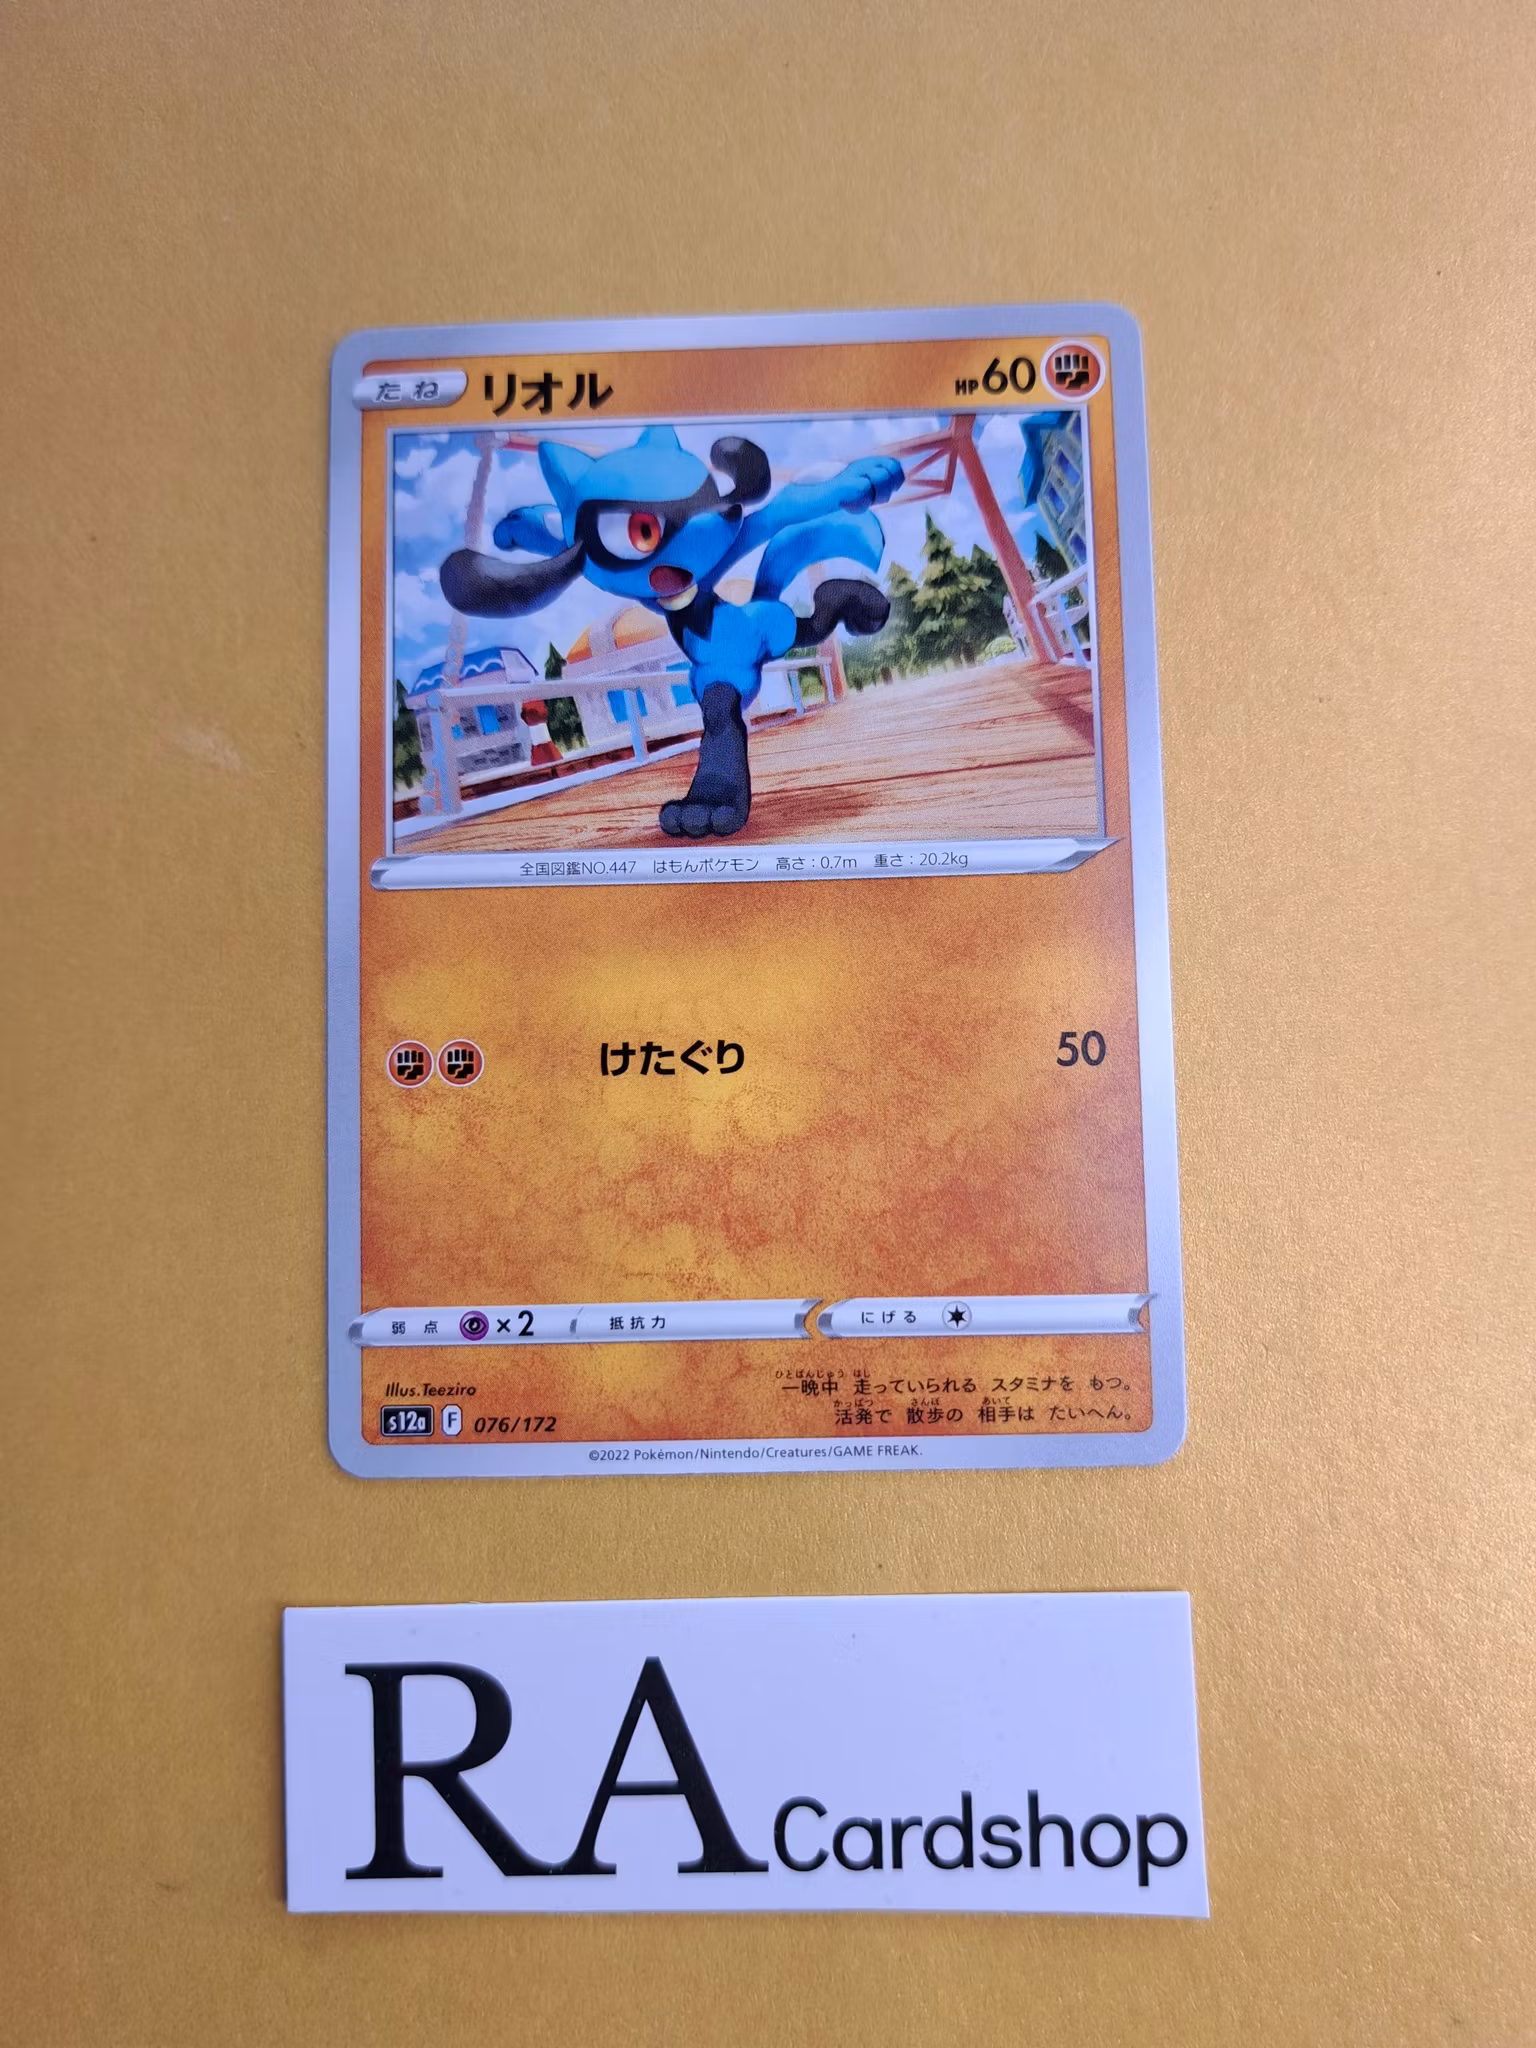 たね リオル HP60
全国図鑑NO.447 はもんポケモン 高さ:0.7m 重さ:20.2kg
けたぐり 50
弱点 ×2 抵抗力 にげる
Illus.Teeziro
一晩中 走っていられる スタミナを もつ。
活発で 散歩の 相手は たいへん。
s12a F 076/172
©2022 Pokémon/Nintendo/Creatures/GAME FREAK.
RA Cardshop